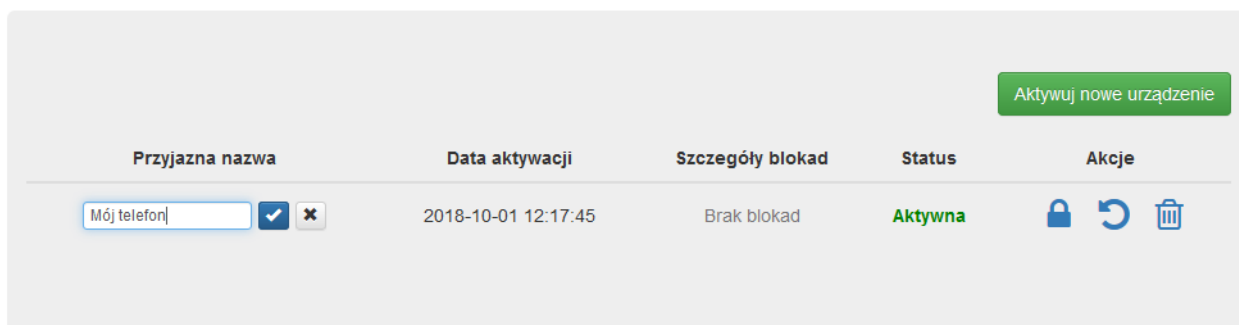 Aktywuj nowe urządzenie
Przyjazna nazwa Data aktywacji Szczegóły blokad Status Akcje
Mój telefon 2018-10-01 12:17:45 Brak blokad Aktywna